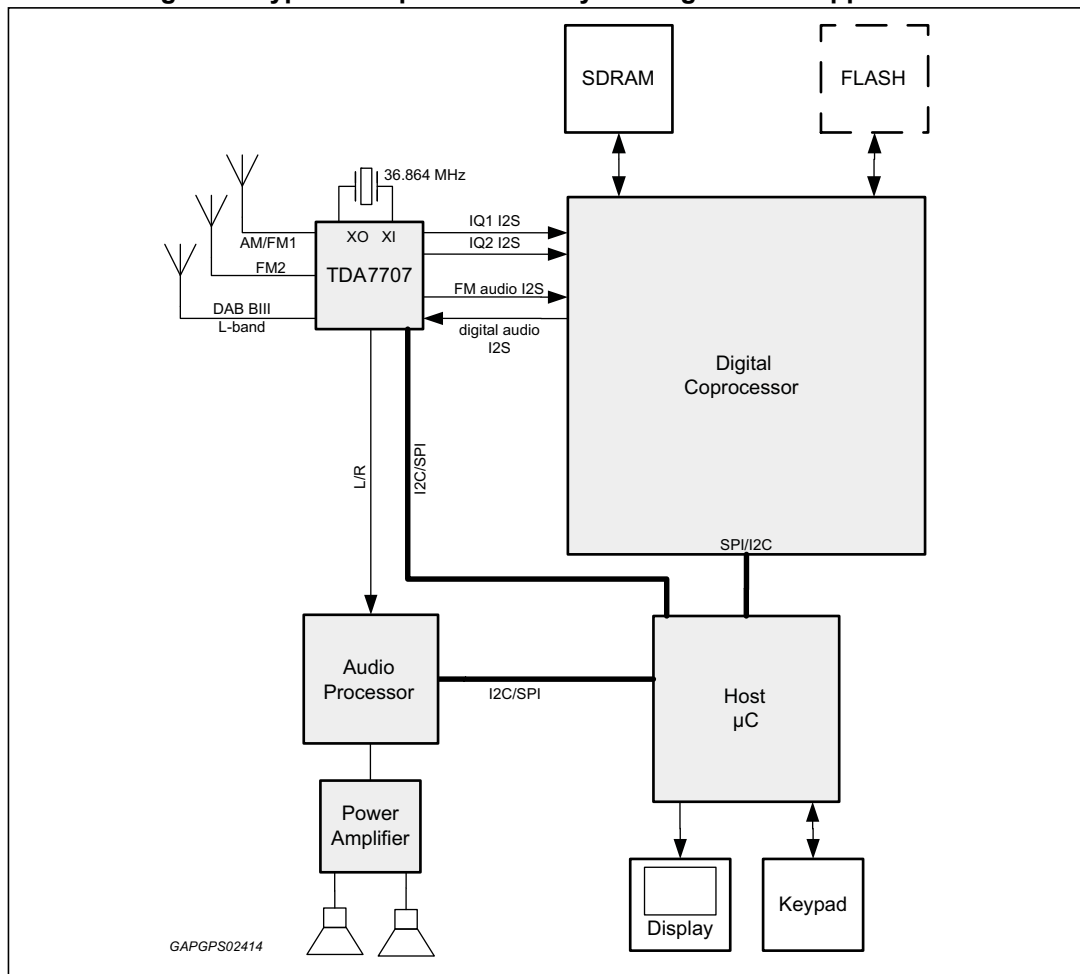 SDRAM
FLASH
36.864 MHz
XO XI
TDA7707
AM/FM1
FM2
DAB BIII
L-band
IQ1 I2S
IQ2 I2S
FM audio I2S
digital audio
I2S
Digital
Coprocessor
L/R
I2C/SPI
SPI/I2C
Audio
Processor
I2C/SPI
Host
µC
Power
Amplifier
Display
Keypad
GAPGPS02414